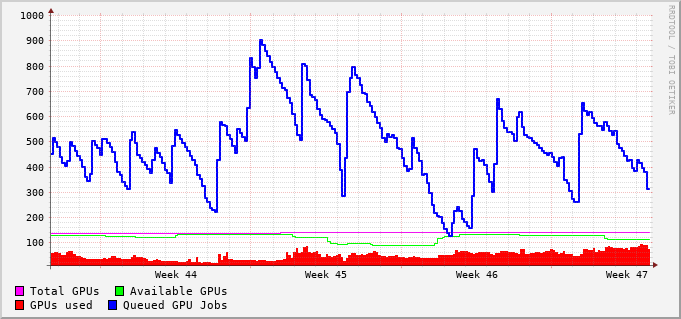 1000
900
800
700
600
500
400
300
200
100
RRDTOOL / TOBI OETIKER
Week 44 Week 45 Week 46 Week 47
Total GPUs Available GPUs
GPUs used Queued GPU Jobs